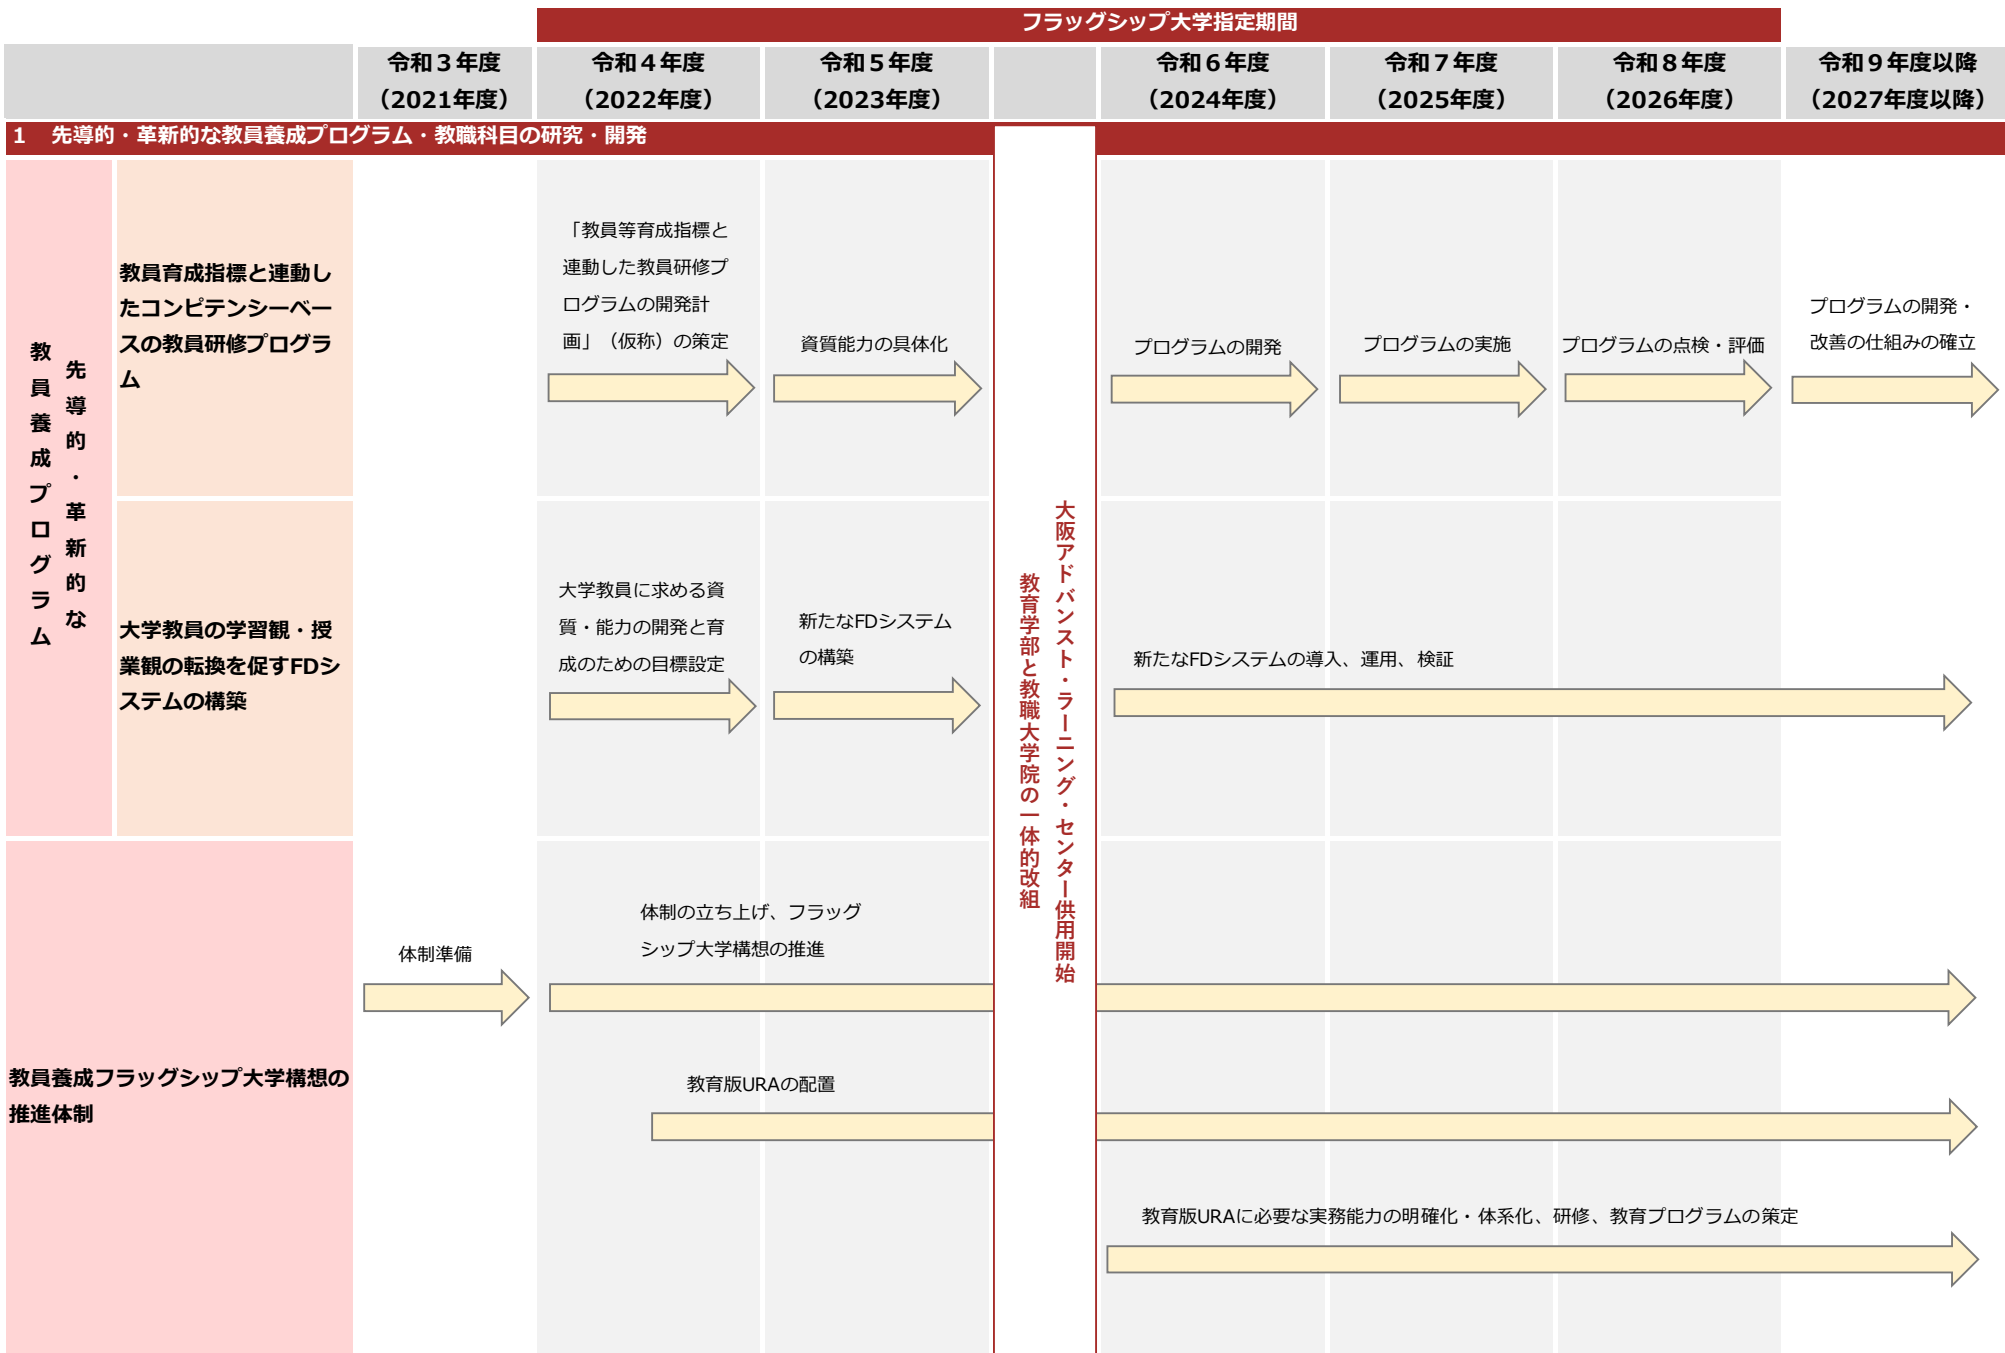 フラッグシップ大学指定期間
令和３年度
（2021年度）
令和４年度
（2022年度）
令和５年度
（2023年度）
令和６年度
（2024年度）
令和７年度
（2025年度）
令和８年度
（2026年度）
令和９年度以降
（2027年度以降）
１　先導的・革新的な教員養成プログラム・教職科目の研究・開発
先導的・革新的な
教員養成プログラム
教員育成指標と連動し
たコンピテンシーベー
スの教員研修プログラ
ム
「教員等育成指標と
連動した教員研修プ
ログラムの開発計
画」（仮称）の策定
資質能力の具体化
プログラムの開発
プログラムの実施
プログラムの点検・評価
プログラムの開発・
改善の仕組みの確立
大阪アドバンスト・ラーニング・センター供用開始
教育学部と教職大学院の一体的改組
大学教員の学習観・授
業観の転換を促すFDシ
ステムの構築
大学教員に求める資
質・能力の開発と育
成のための目標設定
新たなFDシステム
の構築
新たなFDシステムの導入、運用、検証
教員養成フラッグシップ大学構想の
推進体制
体制準備
体制の立ち上げ、フラッグ
シップ大学構想の推進
教育版URAの配置
教育版URAに必要な実務能力の明確化・体系化、研修、教育プログラムの策定